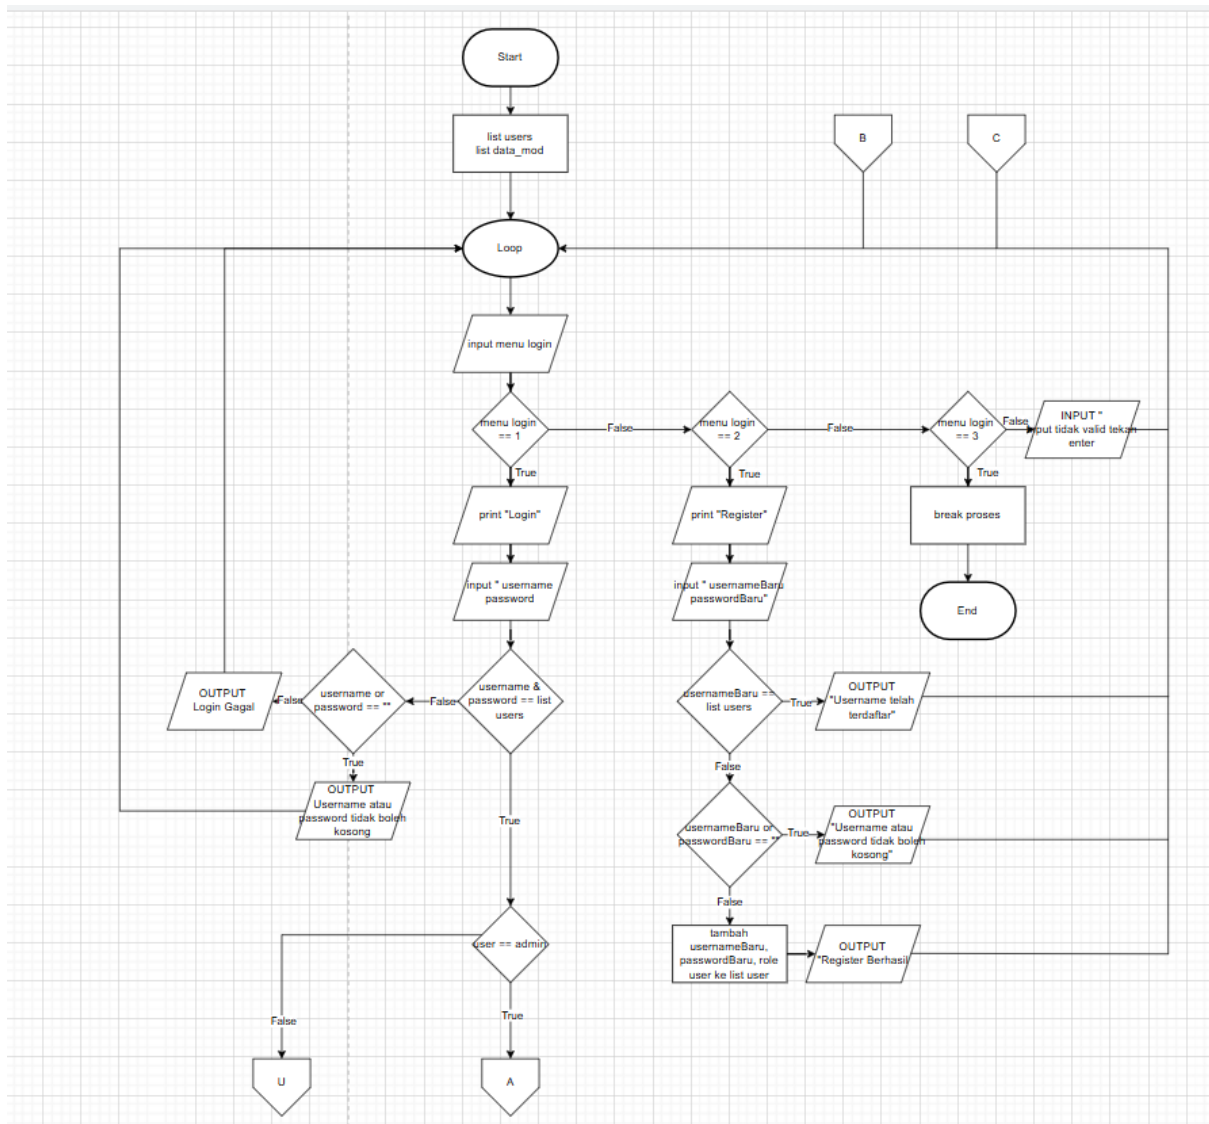 Start
list users
list data_mod
B
C
Loop
input menu login
menu login
== 1
False
menu login
== 2
False
menu login
== 3
False
INPUT "
put tidak valid tekan
enter
True
True
True
print "Login"
print "Register"
break proses
input " username
password
input " usernameBaru
passwordBaru"
End
OUTPUT
Login Gagal
False
username or
password == ""
False
username &
password == list
users
usernameBaru ==
list users
True
OUTPUT
"Username telah
terdaftar"
True
False
OUTPUT
Username atau
password tidak boleh
kosong
True
usernameBaru or
passwordBaru == ""
True
OUTPUT
"Username atau
password tidak boleh
kosong"
False
user == admin
tambah
usernameBaru,
passwordBaru, role
user ke list user
OUTPUT
"Register Berhasil
False
True
U
A